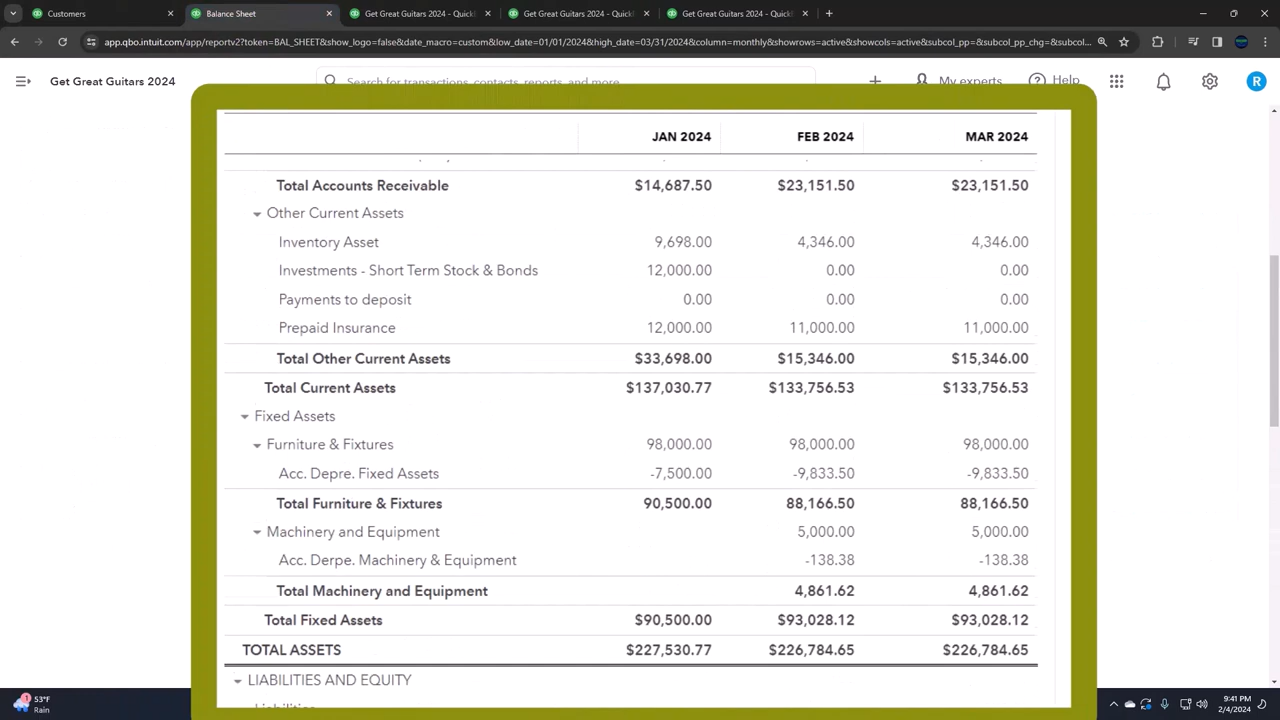 Customers
Balance Sheet
Get Great Guitars 2024 - Quick
Get Great Guitars 2024 - Quick
Get Great Guitars 2024 - Quick
app.qbo.intuit.com/app/reportv2?token=BAL_SHEET&show_logo=false&date_macro=custom&low_date=01/01/2024&high_date=03/31/2024&column=monthly&showrows=active&showcols=active&subcol_pp=&subcol_pp_chg=&subcol...
Get Great Guitars 2024
Search for transactions, contacts, reports, and more
My experts
Help
R
JAN 2024 FEB 2024 MAR 2024
Total Accounts Receivable $14,687.50 $23,151.50 $23,151.50
Other Current Assets
Inventory Asset 9,698.00 4,346.00 4,346.00
Investments - Short Term Stock & Bonds 12,000.00 0.00 0.00
Payments to deposit 0.00 0.00 0.00
Prepaid Insurance 12,000.00 11,000.00 11,000.00
Total Other Current Assets $33,698.00 $15,346.00 $15,346.00
Total Current Assets $137,030.77 $133,756.53 $133,756.53
Fixed Assets
Furniture & Fixtures 98,000.00 98,000.00 98,000.00
Acc. Depre. Fixed Assets -7,500.00 -9,833.50 -9,833.50
Total Furniture & Fixtures 90,500.00 88,166.50 88,166.50
Machinery and Equipment 5,000.00 5,000.00
Acc. Derpe. Machinery & Equipment -138.38 -138.38
Total Machinery and Equipment 4,861.62 4,861.62
Total Fixed Assets $90,500.00 $93,028.12 $93,028.12
TOTAL ASSETS $227,530.77 $226,784.65 $226,784.65
LIABILITIES AND EQUITY
Liabilities
1
53°F
Rain
9:41 PM
2/4/2024